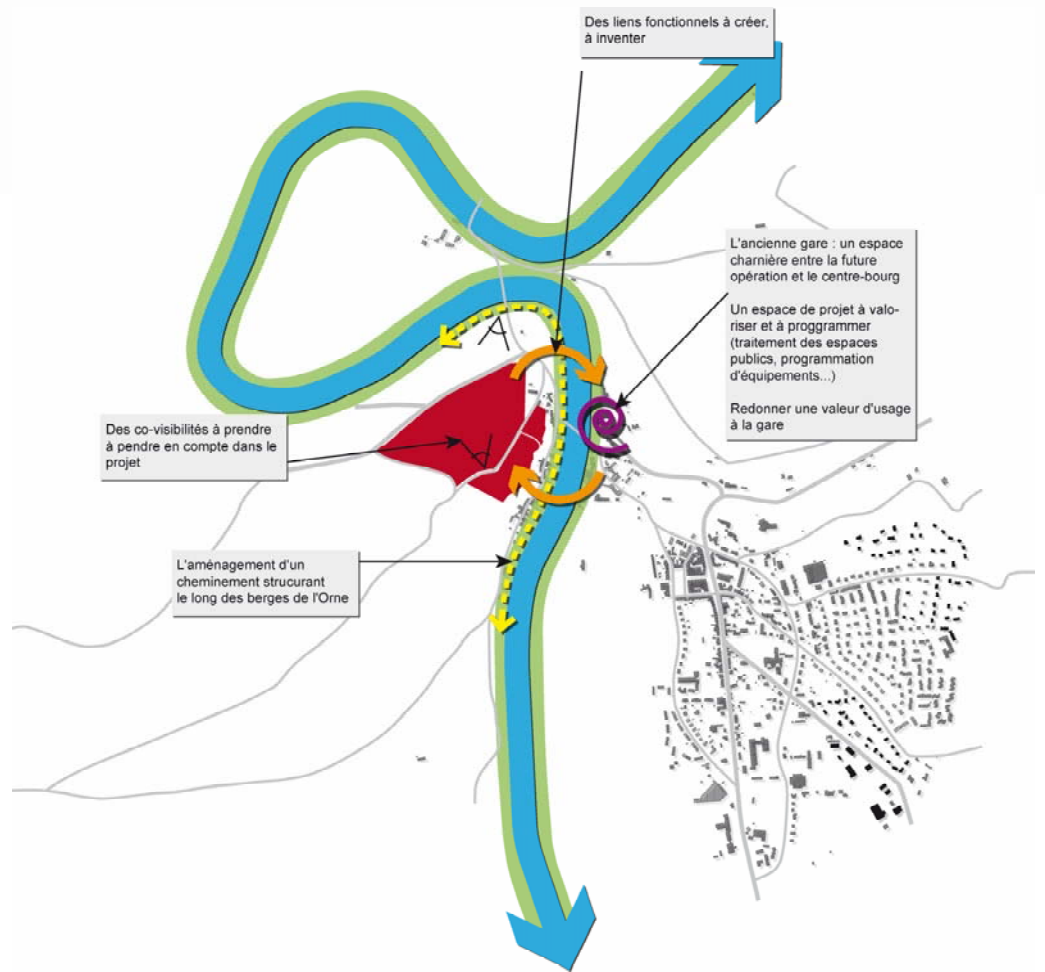 Des liens fonctionnels à créer,
à inventer
L'ancienne gare : un espace
charnière entre la future
opération et le centre-bourg
Un espace de projet à valo-
riser et à proggrammer
(traitement des espaces
publics, programmation
d'équipements...)
Redonner une valeur d'usage
à la gare
Des co-visibilités à prendre
à pendre en compte dans le
projet
L'aménagement d'un
cheminement strucurant
le long des berges de l'Orne